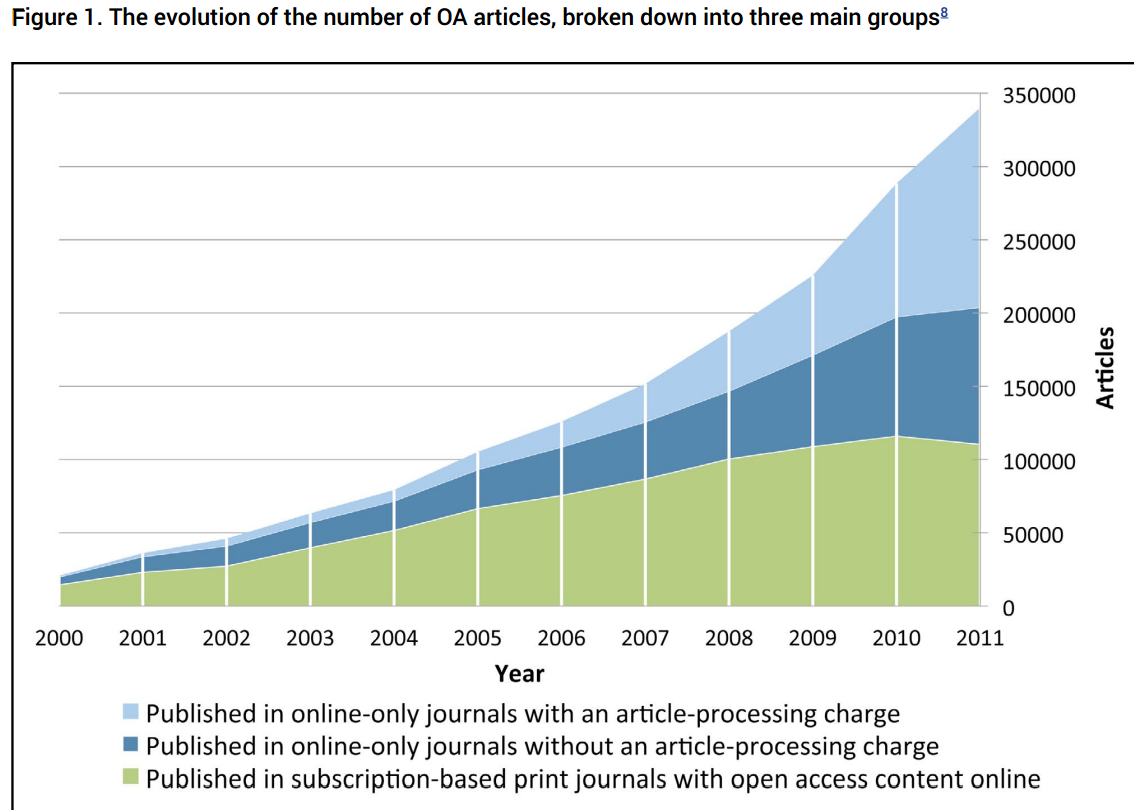 Figure 1. The evolution of the number of OA articles, broken down into three main groups8
350000
300000
250000
200000
150000
100000
50000
0
Articles
2000 2001 2002 2003 2004 2005 2006 2007 2008 2009 2010 2011
Year
Published in online-only journals with an article-processing charge
Published in online-only journals without an article-processing charge
Published in subscription-based print journals with open access content online